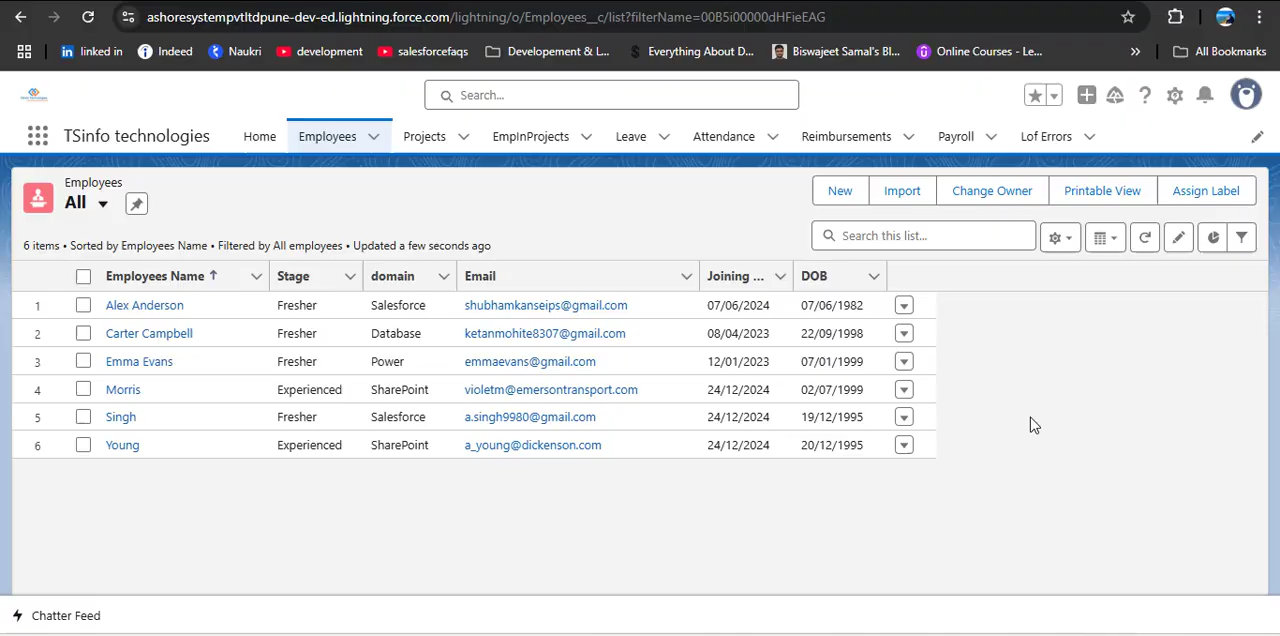 ashoresystempvtltdpune-dev-ed.lightning.force.com/lightning/o/Employees__c/list?filterName=00B5i00000dHFieEAG
linked in Indeed Naukri development salesforcefaqs Developement & L... Everything About D... Biswajeet Samal's Bl... Online Courses - Le... » All Bookmarks
Search...
TSinfo technologies Home Employees Projects EmpInProjects Leave Attendance Reimbursements Payroll Lof Errors
Employees
All
New Import Change Owner Printable View Assign Label
6 items • Sorted by Employees Name • Filtered by All employees • Updated a few seconds ago
Search this list...
Employees Name Stage domain Email Joining ... DOB
1 Alex Anderson Fresher Salesforce shubhamkanseips@gmail.com 07/06/2024 07/06/1982
2 Carter Campbell Fresher Database ketanmohite8307@gmail.com 08/04/2023 22/09/1998
3 Emma Evans Fresher Power emmaevans@gmail.com 12/01/2023 07/01/1999
4 Morris Experienced SharePoint violetm@emersontransport.com 24/12/2024 02/07/1999
5 Singh Fresher Salesforce a.singh9980@gmail.com 24/12/2024 19/12/1995
6 Young Experienced SharePoint a_young@dickenson.com 24/12/2024 20/12/1995
Chatter Feed